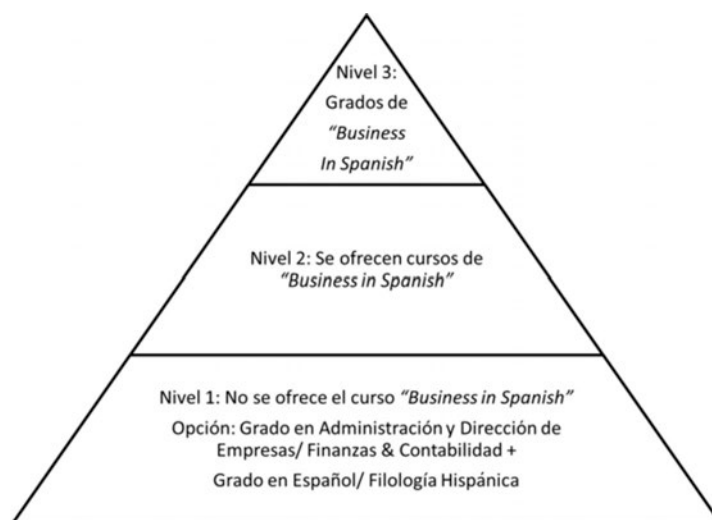 Nivel 3:
Grados de
“Business
In Spanish”
Nivel 2: Se ofrecen cursos de
“Business in Spanish”
Nivel 1: No se ofrece el curso “Business in Spanish”
Opción: Grado en Administración y Dirección de
Empresas/ Finanzas & Contabilidad +
Grado en Español/ Filología Hispánica